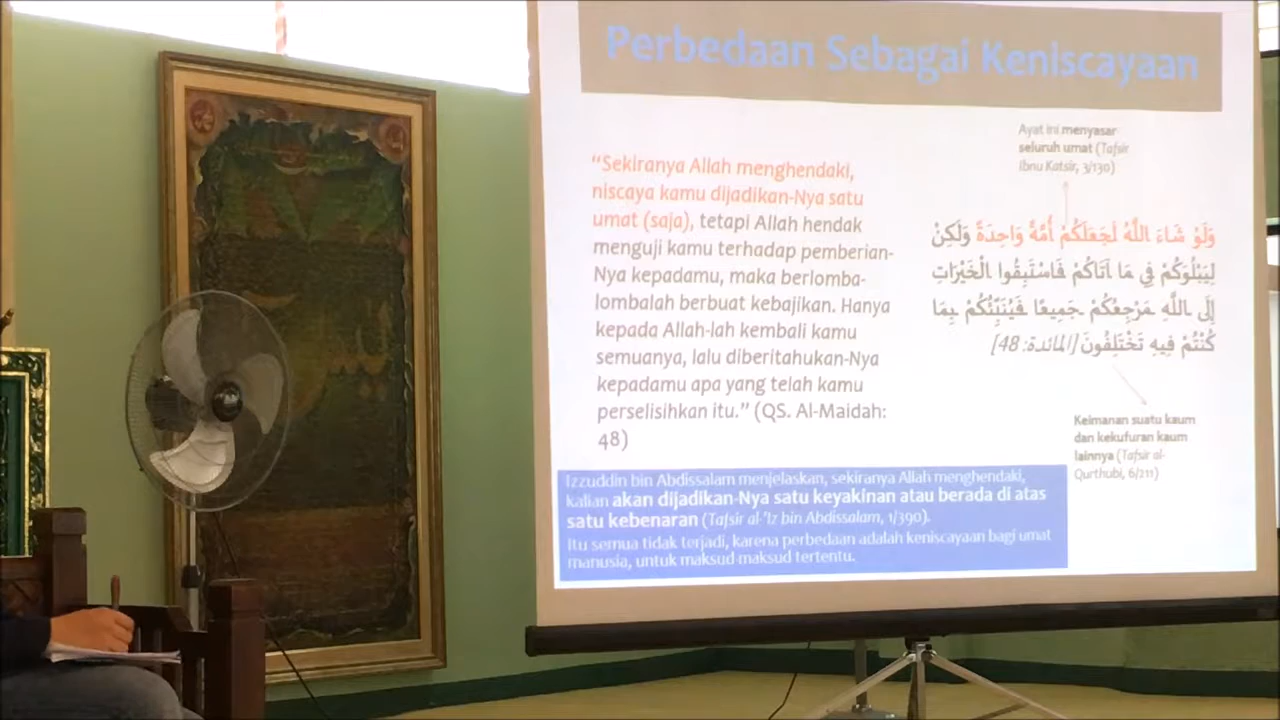 Perbedaan Sebagai Keniscayaan
"Sekiranya Allah menghendaki,
niscaya kamu dijadikan-Nya satu
umat (saja), tetapi Allah hendak
menguji kamu terhadap pemberian-
Nya kepadamu, maka berlomba-
lombalah berbuat kebajikan. Hanya
kepada Allah-lah kembali kamu
semuanya, lalu diberitahukan-Nya
kepadamu apa yang telah kamu
perselisihkan itu." (QS. Al-Maidah:
48)
Ayat ini menyasar
seluruh umat (Tafsir
Ibnu Katsir, 3/130)
وَلَوْ شَاءَ اللَّهُ لَجَعَلَكُمْ أُمَّةً وَاحِدَةً وَلَكِنْ
لِيَبْلُوَكُمْ فِي مَا آتَاكُمْ فَاسْتَبِقُوا الْخَيْرَاتِ
إِلَى اللَّهِ مَرْجِعُكُمْ جَمِيعًا فَيُنَبِّئُكُمْ بِمَا
كُنْتُمْ فِيهِ تَخْتَلِفُونَ [المائدة: 48]
Keimanan suatu kaum
dan kekufuran kaum
lainnya (Tafsir al-
Qurthubi, 6/211)
Izzuddin bin Abdissalam menjelaskan, sekiranya Allah menghendaki,
kalian akan dijadikan-Nya satu keyakinan atau berada di atas
satu kebenaran (Tafsir al-'Iz bin Abdissalam, 1/390).
Itu semua tidak terjadi, karena perbedaan adalah keniscayaan bagi umat
manusia, untuk maksud-maksud tertentu.